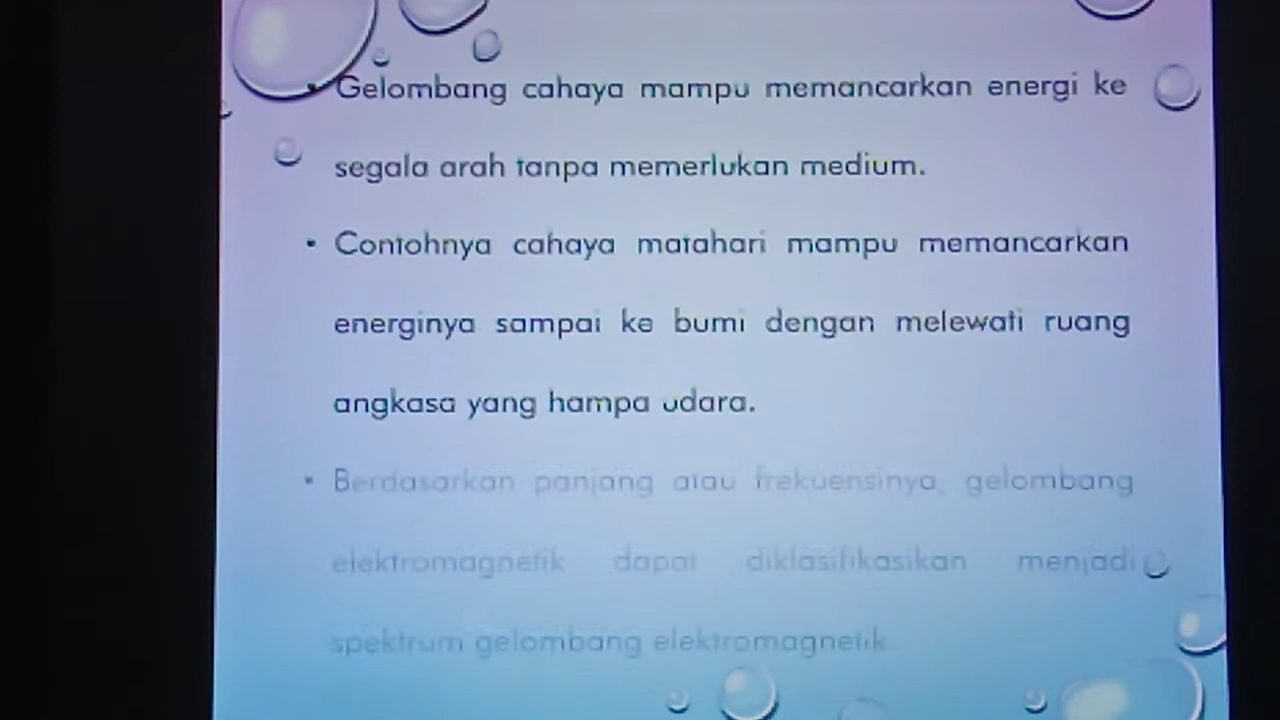 • Gelombang cahaya mampu memancarkan energi ke
segala arah tanpa memerlukan medium.
• Contohnya cahaya matahari mampu memancarkan
energinya sampai ke bumi dengan melewati ruang
angkasa yang hampa udara.
• Berdasarkan panjang atau frekuensinya, gelombang
elektromagnetik dapat diklasifikasikan menjadi
spektrum gelombang elektromagnetik.